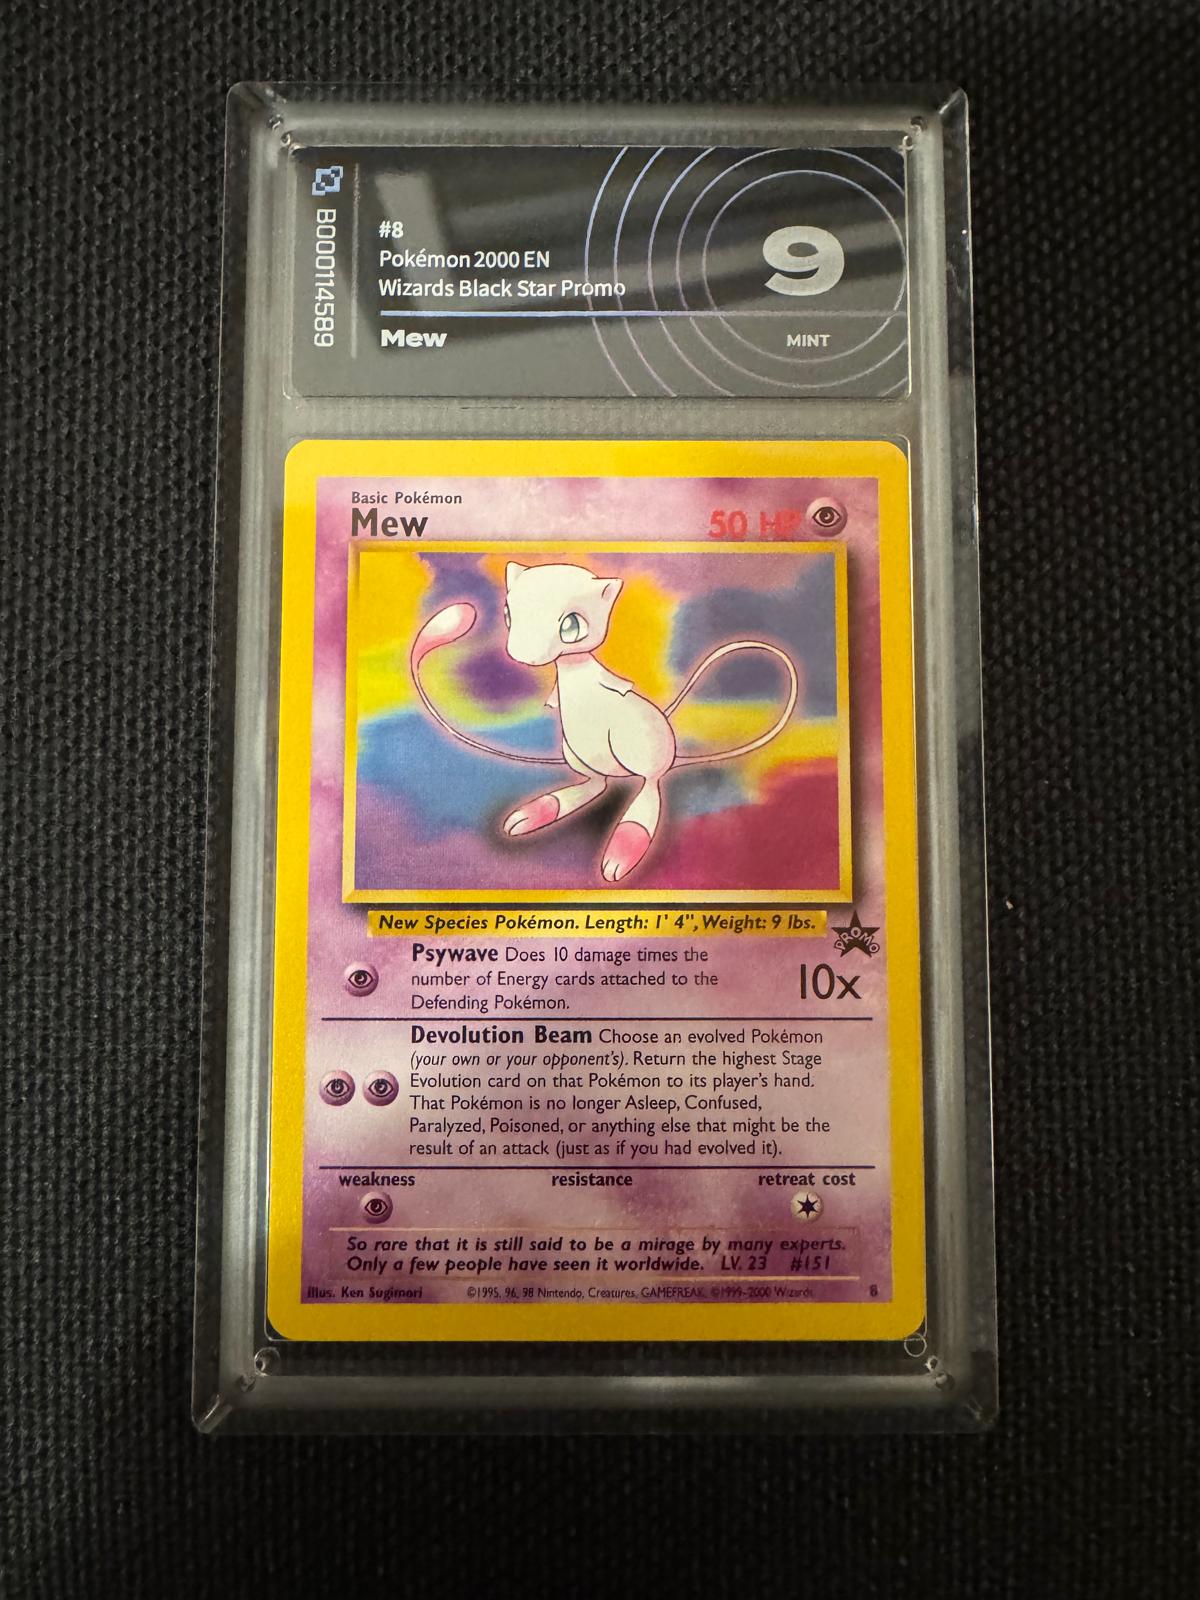 B000114589
#8
Pokémon 2000 EN
Wizards Black Star Promo
Mew
9
MINT
Basic Pokémon
Mew
50 HP
New Species Pokémon. Length: 1' 4", Weight: 9 lbs.
PROMO
Psywave Does 10 damage times the
number of Energy cards attached to the
Defending Pokémon.
10x
Devolution Beam Choose an evolved Pokémon
(your own or your opponent's). Return the highest Stage
Evolution card on that Pokémon to its player's hand.
That Pokémon is no longer Asleep, Confused,
Paralyzed, Poisoned, or anything else that might be the
result of an attack (just as if you had evolved it).
weakness resistance retreat cost
So rare that it is still said to be a mirage by many experts.
Only a few people have seen it worldwide. LV. 23 #151
Illus. Ken Sugimori ©1995, 96, 98 Nintendo, Creatures, GAMEFREAK. ©1999-2000 Wizards 8